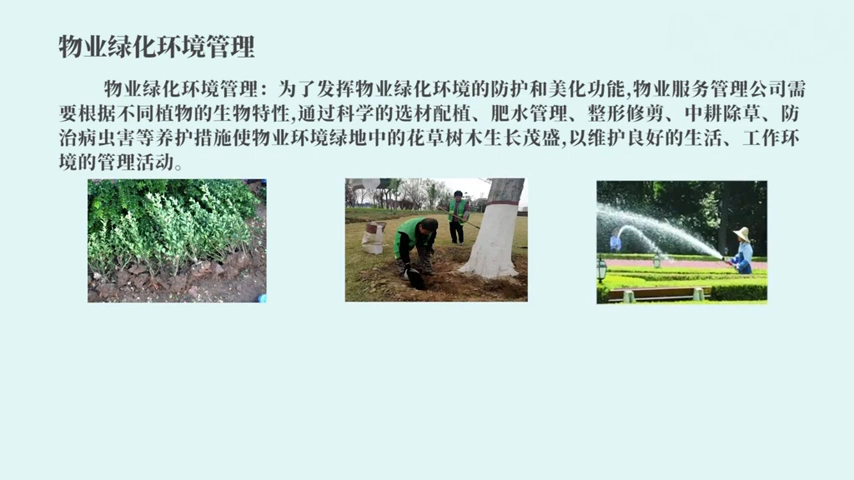 物业绿化环境管理
物业绿化环境管理：为了发挥物业绿化环境的防护和美化功能,物业服务管理公司需
要根据不同植物的生物特性,通过科学的选材配植、肥水管理、整形修剪、中耕除草、防
治病虫害等养护措施使物业环境绿地中的花草树木生长茂盛,以维护良好的生活、工作环
境的管理活动。